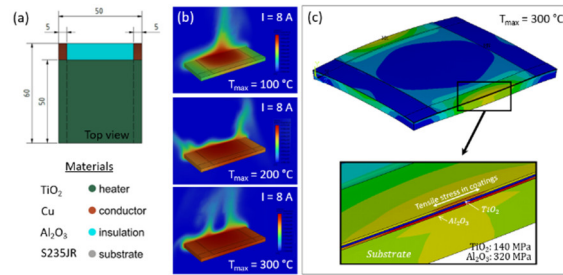 (a)
50
5
5
60
50
Top view
Materials
TiO₂ heater
Cu conductor
Al₂O₃ insulation
S235JR substrate
(b)
I = 8 A
Tmax = 100 °C
I = 8 A
Tmax = 200 °C
I = 8 A
Tmax = 300 °C
(c)
Tmax = 300 °C
Tensile stress in coatings
TiO₂
Al₂O₃
Substrate
TiO₂: 140 MPa
Al₂O₃: 320 MPa